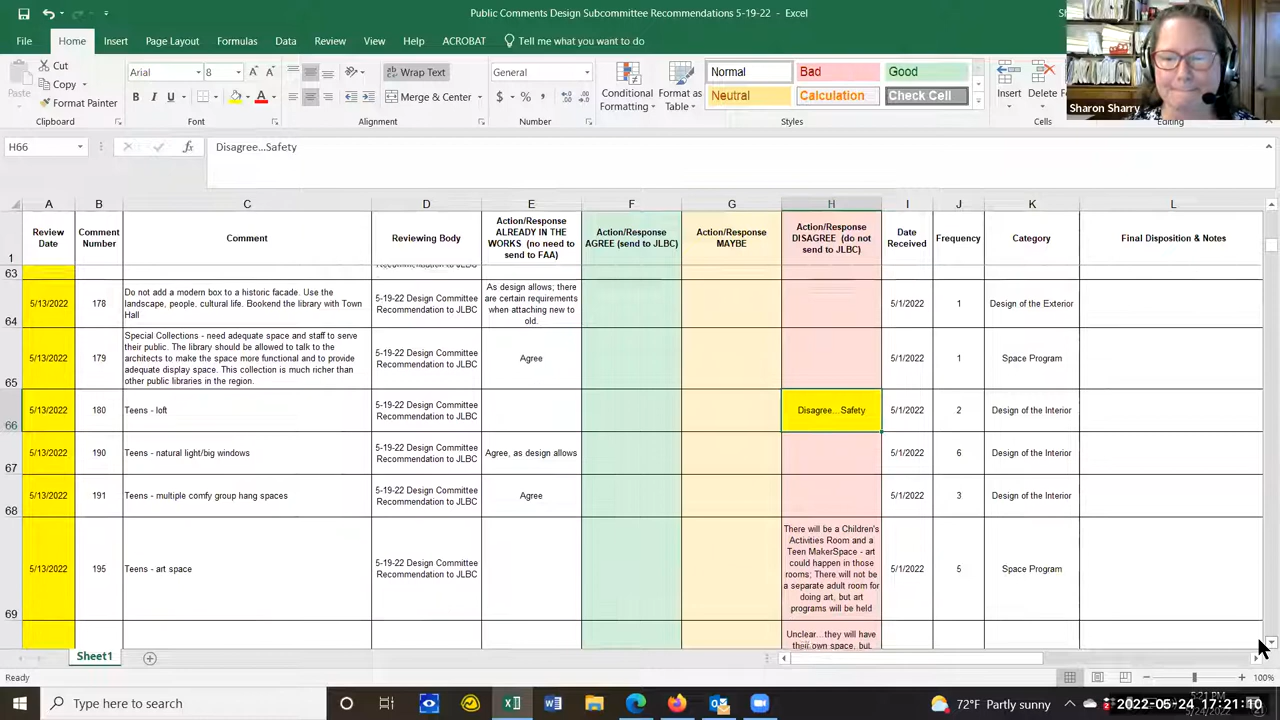 Public Comments Design Subcommittee Recommendations 5-19-22 - Excel
File Home Insert Page Layout Formulas Data Review View Help ACROBAT Tell me what you want to do
Sharon Sharry
Cut
Copy
Format Painter
Paste
Clipboard
Arial 8
B I U
Font
Wrap Text
Merge & Center
Alignment
General
$ % ,
Number
Conditional Formatting
Format as Table
Normal Bad Good
Neutral Calculation Check Cell
Styles
Insert Delete
Cells
Editing
H66 fx Disagree...Safety
A B C D E F G H I J K L
1 Review Date
Comment Number
Comment
Reviewing Body
Action/Response ALREADY IN THE WORKS (no need to send to FAA)
Action/Response AGREE (send to JLBC)
Action/Response MAYBE
Action/Response DISAGREE (do not send to JLBC)
Date Received
Frequency
Category
Final Disposition & Notes
63
64 5/13/2022 178
Do not add a modern box to a historic facade. Use the
landscape, people. cultural life. Bookend the library with Town
Hall
5-19-22 Design Committee
Recommendation to JLBC
As design allows; there
are certain requirements
when attaching new to
old.
5/1/2022 1 Design of the Exterior
65 5/13/2022 179
Special Collections - need adequate space and staff to serve
their public. The library should be allowed to talk to the
architects to make the space more functional and to provide
adequate display space. This collection is much richer than
other public libraries in the region.
5-19-22 Design Committee
Recommendation to JLBC
Agree
5/1/2022 1 Space Program
66 5/13/2022 180 Teens - loft
5-19-22 Design Committee
Recommendation to JLBC
Disagree...Safety
5/1/2022 2 Design of the Interior
67 5/13/2022 190 Teens - natural light/big windows
5-19-22 Design Committee
Recommendation to JLBC
Agree, as design allows
5/1/2022 6 Design of the Interior
68 5/13/2022 191 Teens - multiple comfy group hang spaces
5-19-22 Design Committee
Recommendation to JLBC
Agree
5/1/2022 3 Design of the Interior
69 5/13/2022 195 Teens - art space
5-19-22 Design Committee
Recommendation to JLBC
There will be a Children's
Activities Room and a
Teen MakerSpace - art
could happen in those
rooms; There will not be
a separate adult room for
doing art, but art
programs will be held
5/1/2022 5 Space Program
Unclear...they will have
their own space, but
Sheet1
Ready
100%
Type here to search
72°F Partly sunny
2022-05-24 17:21:10